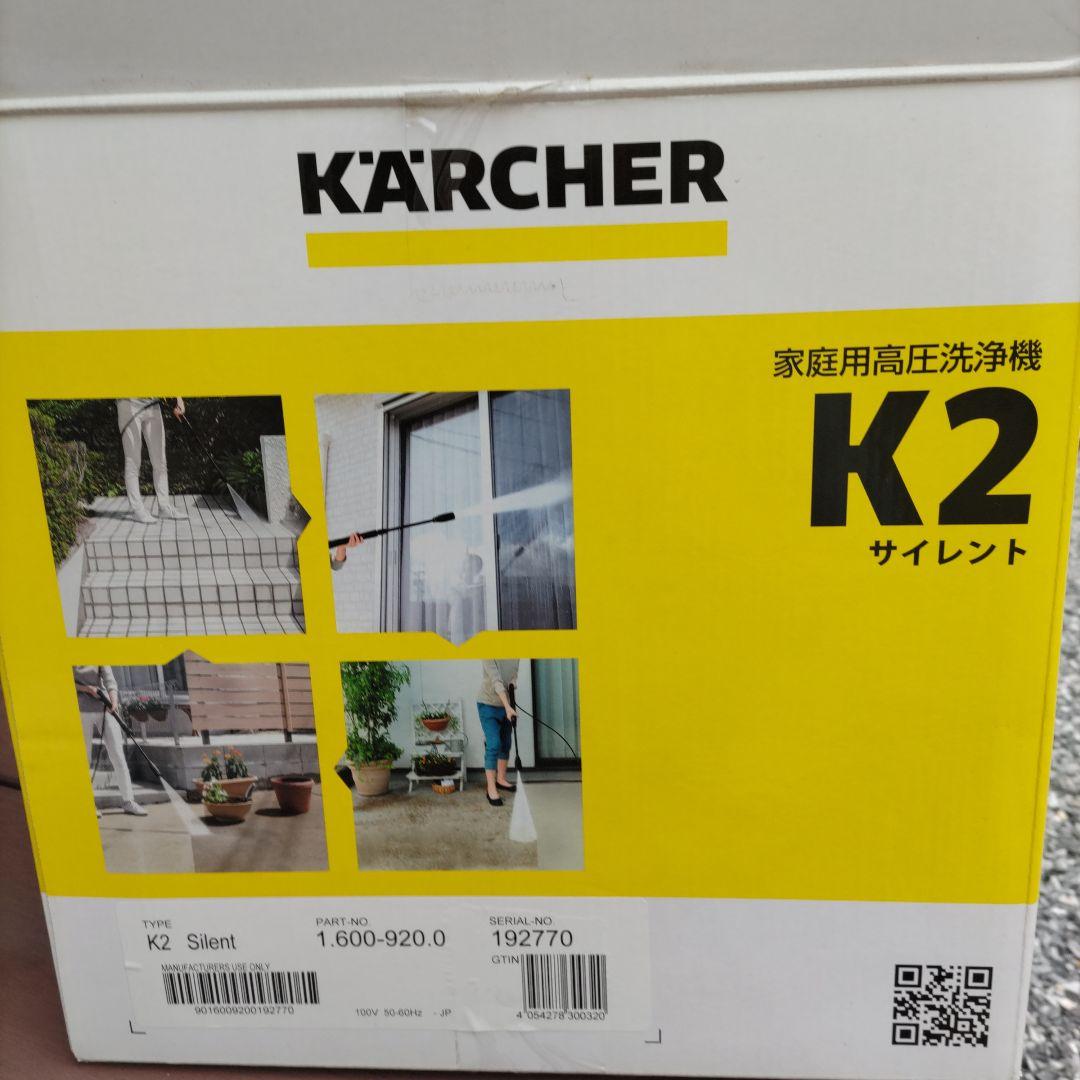 KÄRCHER
家庭用高圧洗浄機
K2
サイレント
TYPE
K2 Silent
PART-NO.
1.600-920.0
SERIAL-NO.
192770
MANUFACTURERS USE ONLY
9016009200192770
100V 50-60Hz - JP
GTIN
4 054278 300320